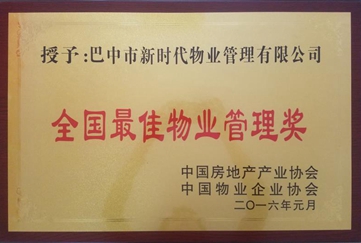 授予:巴中市新时代物业管理有限公司
全国最佳物业管理奖
中国房地产产业协会
中国物业企业协会
二〇一六年元月